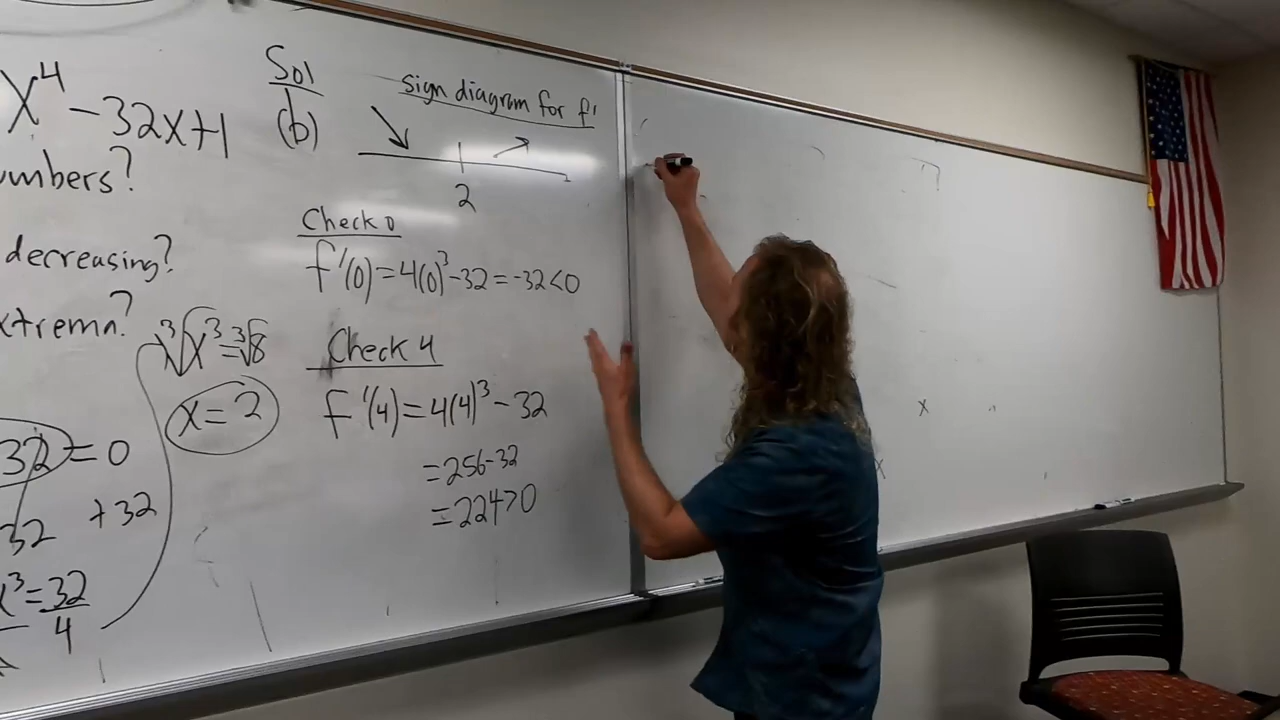 x⁴ - 32x + 1
umbers?
decreasing?
xtrema?
32 = 0
32 + 32
x³ = 32/4
∛x³ = ∛8
x = 2
Sol
(b)
Sign diagram for f'
2
Check 0
f'(0) = 4(0)³ - 32 = -32 < 0
Check 4
f'(4) = 4(4)³ - 32
= 256 - 32
= 224 > 0